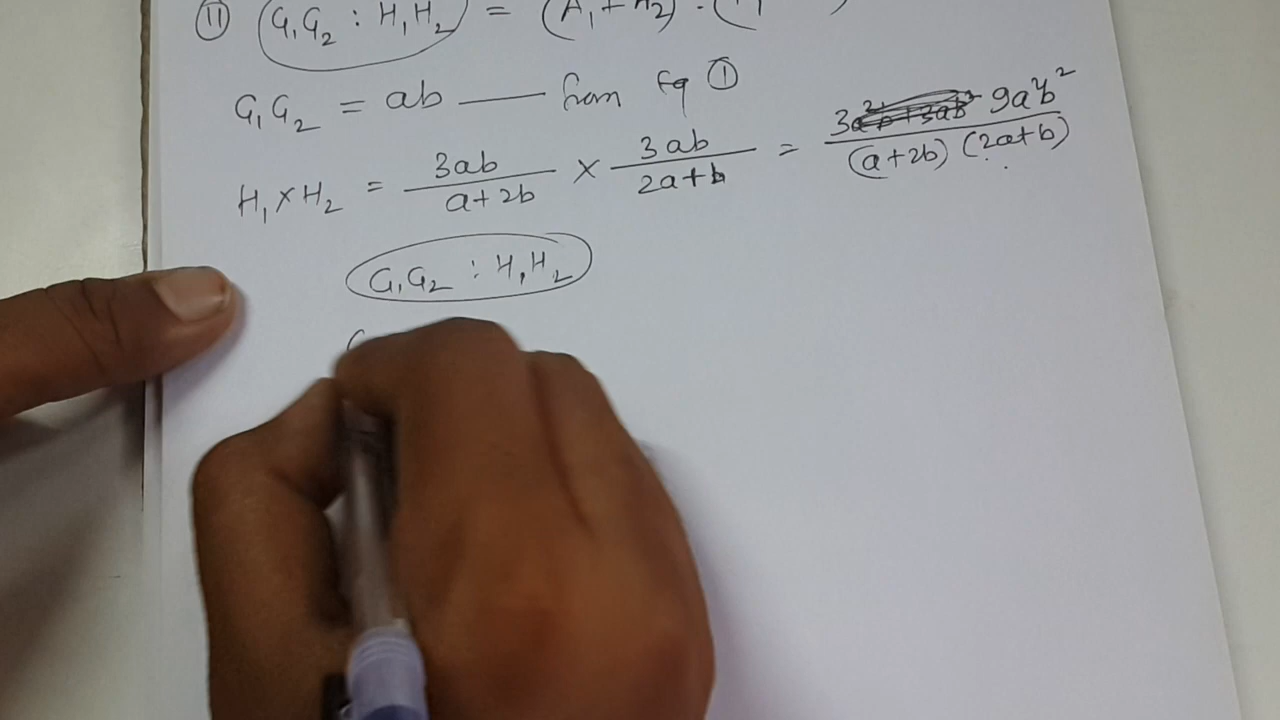 (11) G₁G₂ : H₁H₂ = (A₁ + A₂) : (
G₁G₂ = ab —— from Eq ①
H₁ × H₂ = 3ab/(a+2b) × 3ab/(2a+b) = 9a²b²/((a+2b)(2a+b))
G₁G₂ : H₁H₂